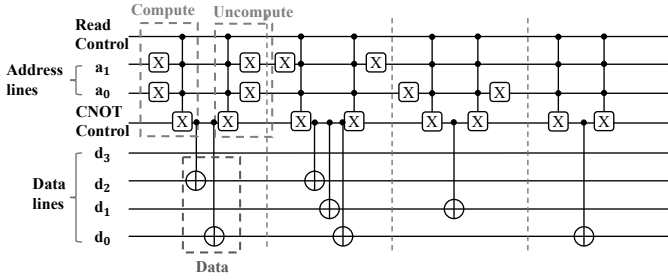 Compute Uncompute
Read
Control
Address
lines
a1
a0
X X X X X X
X X X X
CNOT
Control
X X X X X X X X
d3
Data
lines
d2
d1
d0
Data